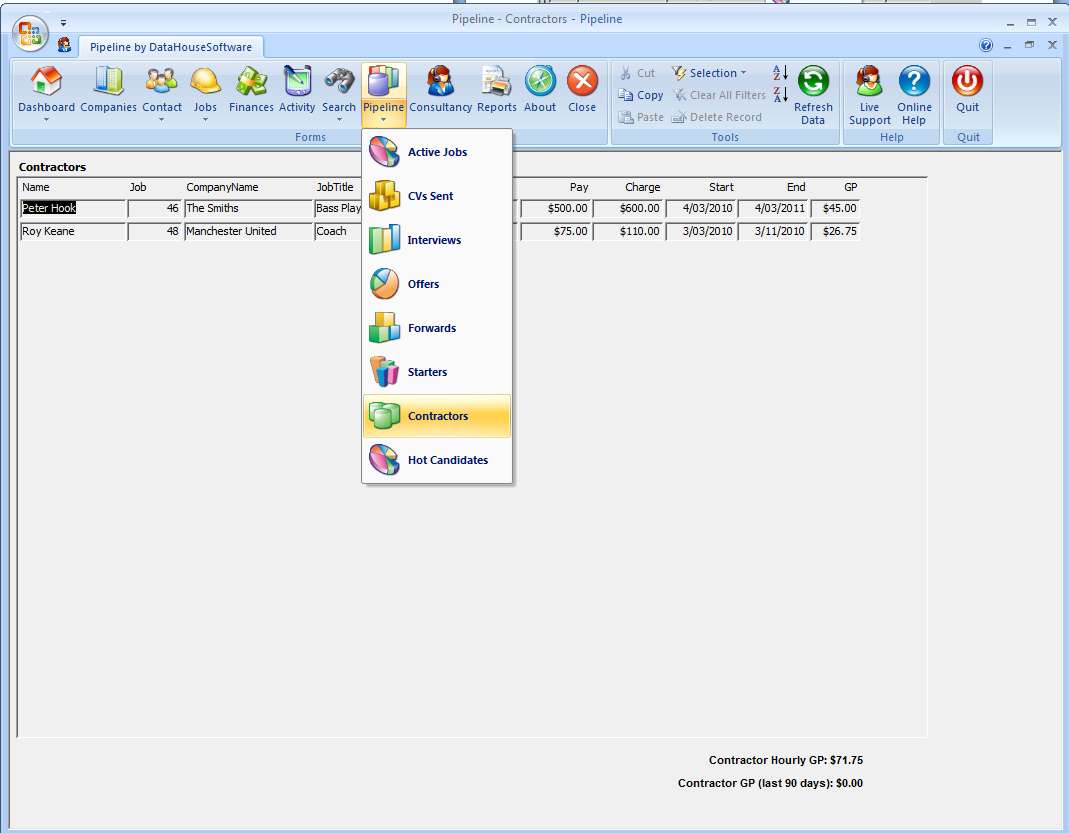 Pipeline - Contractors - Pipeline
Pipeline by DataHouseSoftware
Dashboard Companies Contact Jobs Finances Activity Search Pipeline Consultancy Reports About Close
Forms
Cut Selection
Copy Clear All Filters
Paste Delete Record
Refresh Data
Tools
Live Support Online Help
Help
Quit
Quit
Active Jobs
CVs Sent
Interviews
Offers
Forwards
Starters
Contractors
Hot Candidates
Contractors
Name Job CompanyName JobTitle Pay Charge Start End GP
Peter Hook 46 The Smiths Bass Play $500.00 $600.00 4/03/2010 4/03/2011 $45.00
Roy Keane 48 Manchester United Coach $75.00 $110.00 3/03/2010 3/11/2010 $26.75
Contractor Hourly GP: $71.75
Contractor GP (last 90 days): $0.00